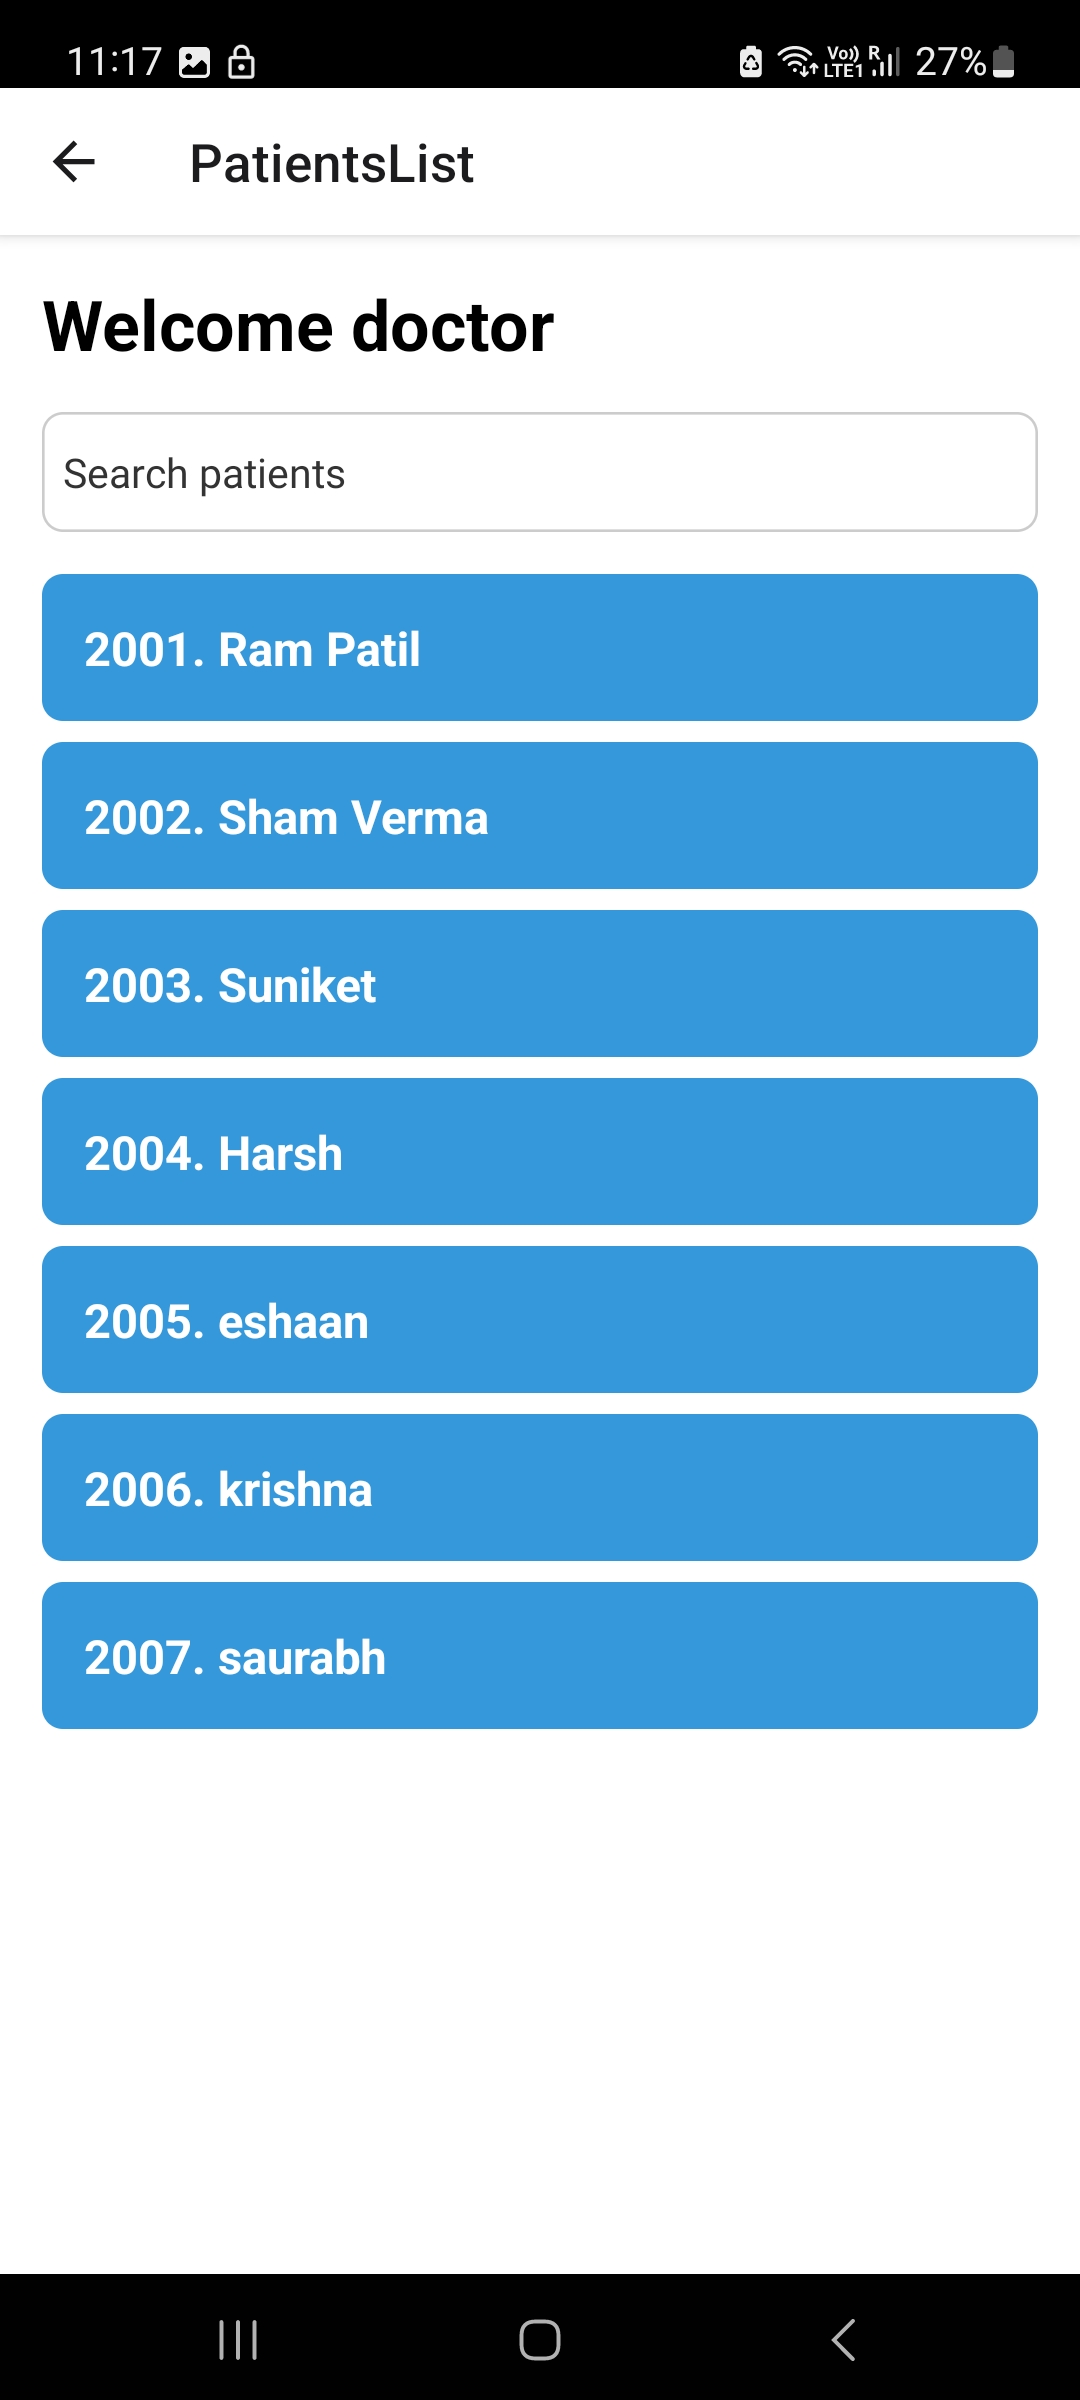 11:17 Vo)) LTE1 R 27%
PatientsList
Welcome doctor
Search patients
2001. Ram Patil
2002. Sham Verma
2003. Suniket
2004. Harsh
2005. eshaan
2006. krishna
2007. saurabh